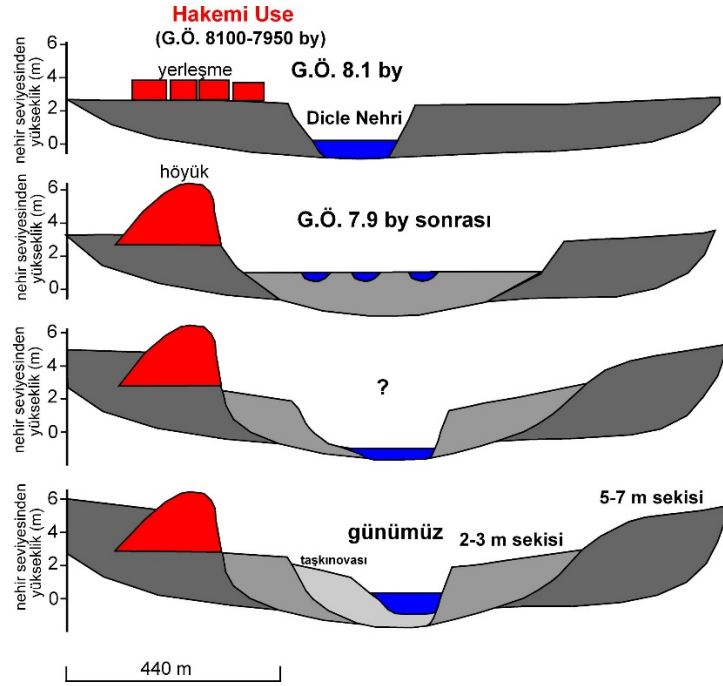 Hakemi Use
(G.Ö. 8100-7950 by)
yerleşme
G.Ö. 8.1 by
Dicle Nehri
nehir seviyesinden
yükseklik (m)
6
4
2
0
höyük
G.Ö. 7.9 by sonrası
nehir seviyesinden
yükseklik (m)
6
4
2
0
?
nehir seviyesinden
yükseklik (m)
6
4
2
0
günümüz
5-7 m sekisi
2-3 m sekisi
taşkınovası
nehir seviyesinden
yükseklik (m)
6
4
2
0
440 m